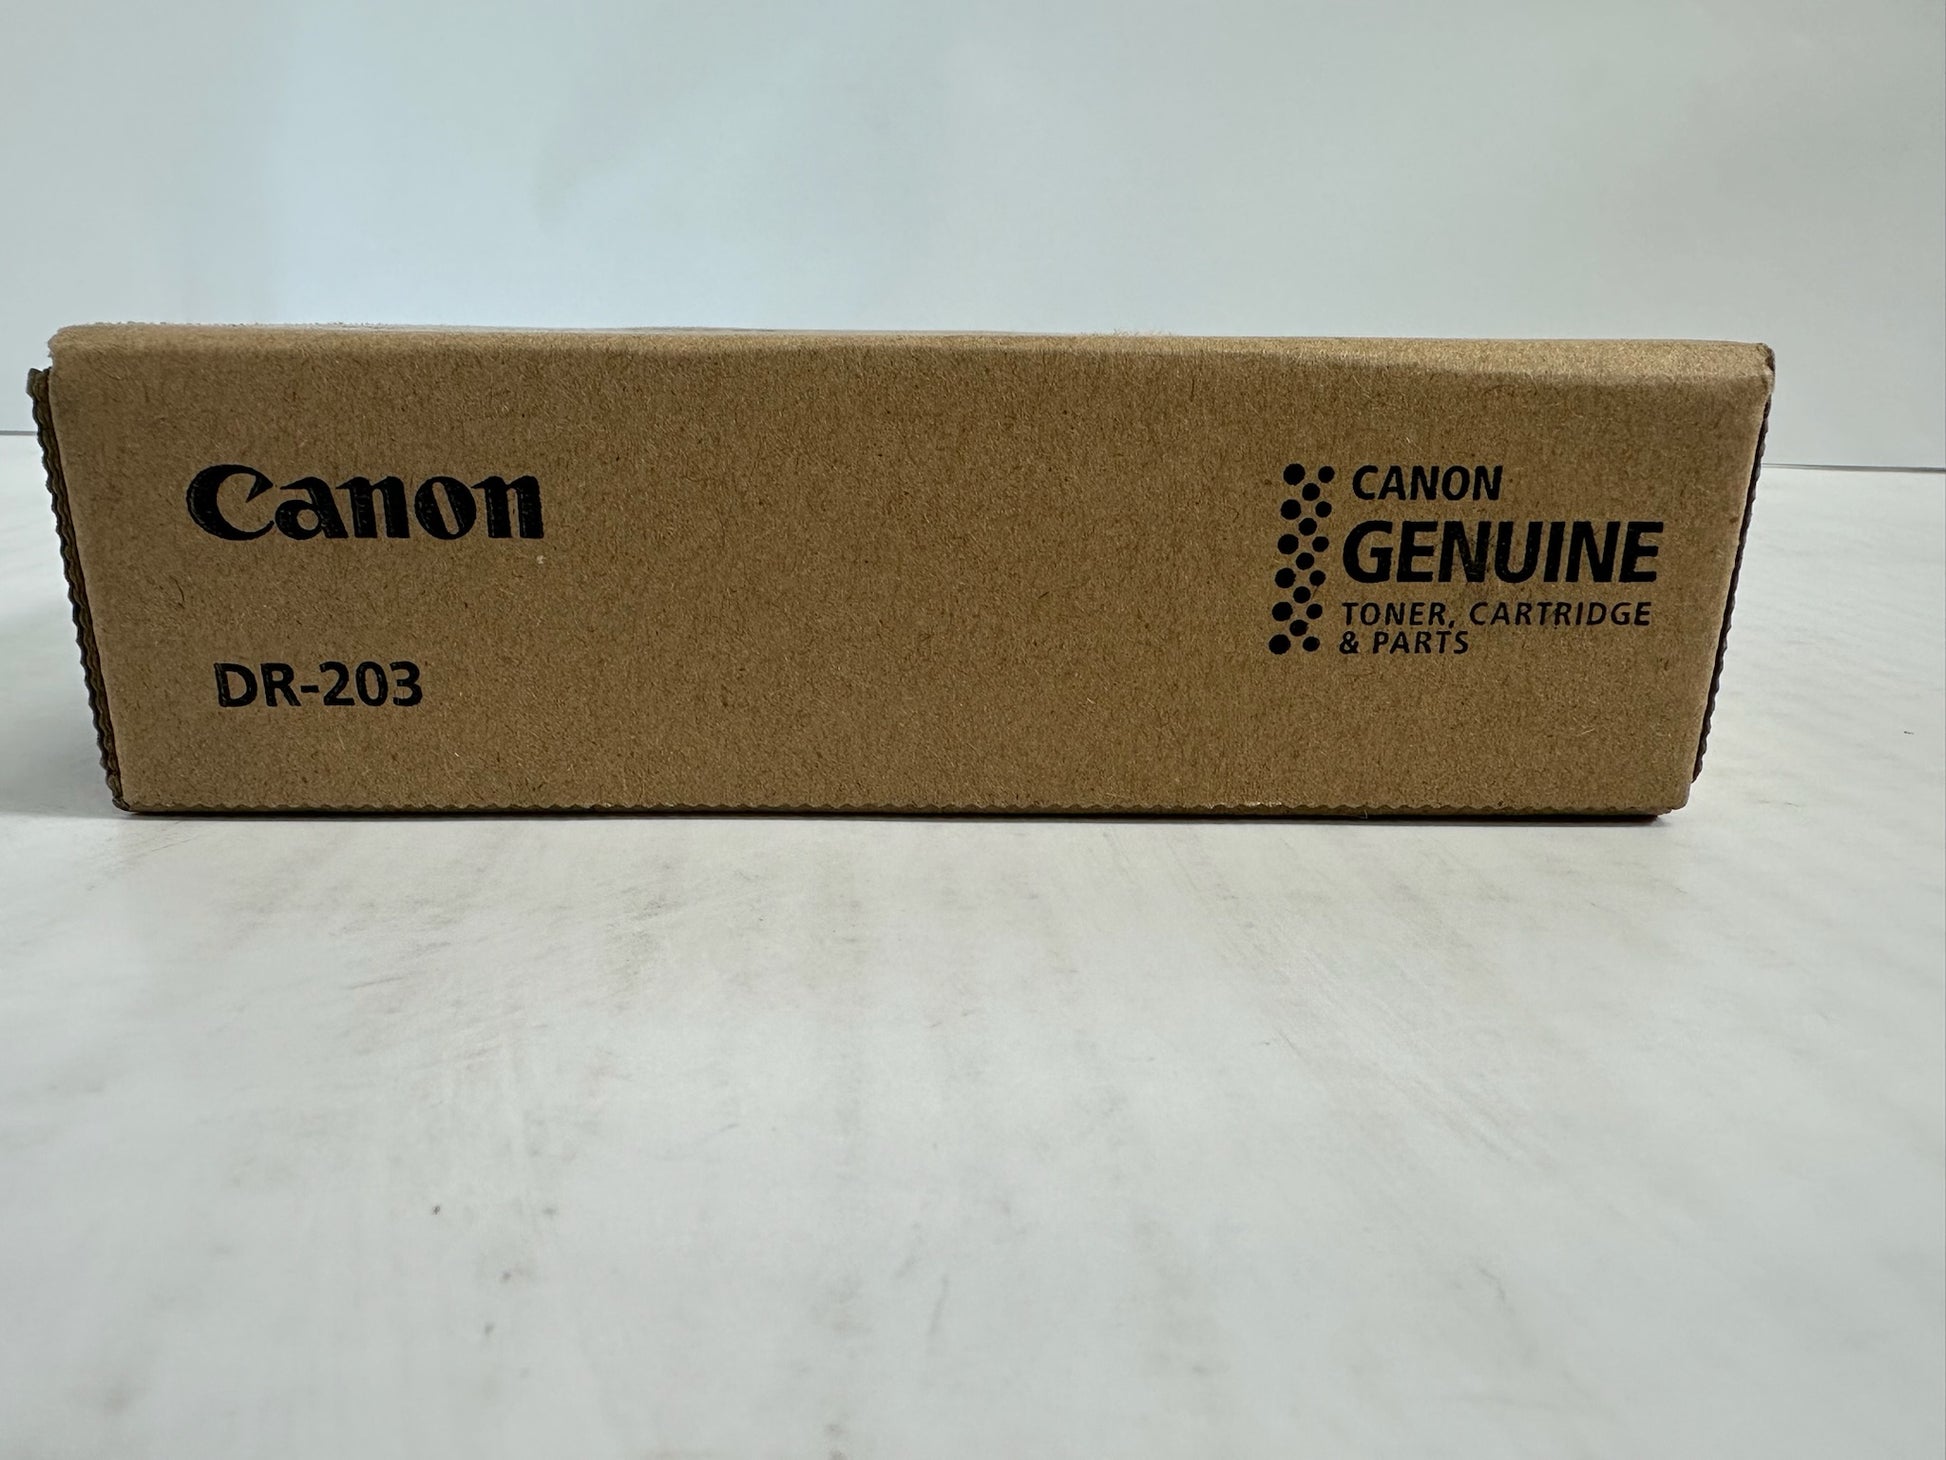 Canon
DR-203
CANON
GENUINE
TONER, CARTRIDGE
& PARTS